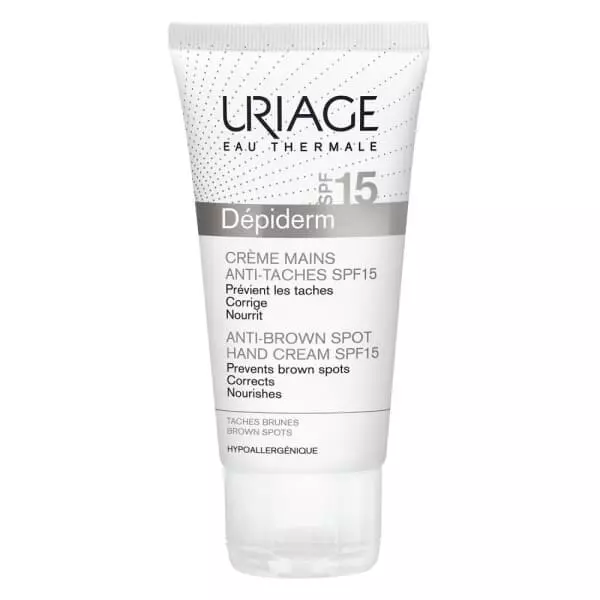 URIAGE
EAU THERMALE
SPF 15
Dépiderm
CRÈME MAINS
ANTI-TACHES SPF15
Prévient les taches
Corrige
Nourrit
ANTI-BROWN SPOT
HAND CREAM SPF15
Prevents brown spots
Corrects
Nourishes
TACHES BRUNES
BROWN SPOTS
HYPOALLERGÉNIQUE